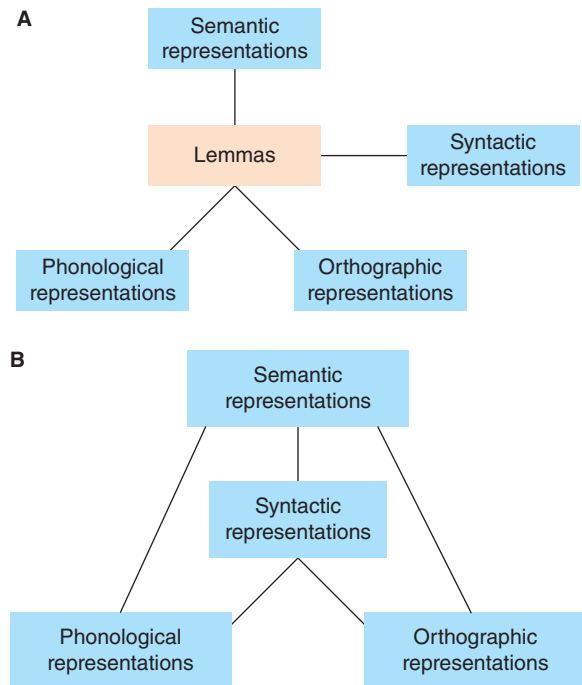 A
Semantic
representations
Lemmas
Syntactic
representations
Phonological
representations
Orthographic
representations
B
Semantic
representations
Syntactic
representations
Phonological
representations
Orthographic
representations